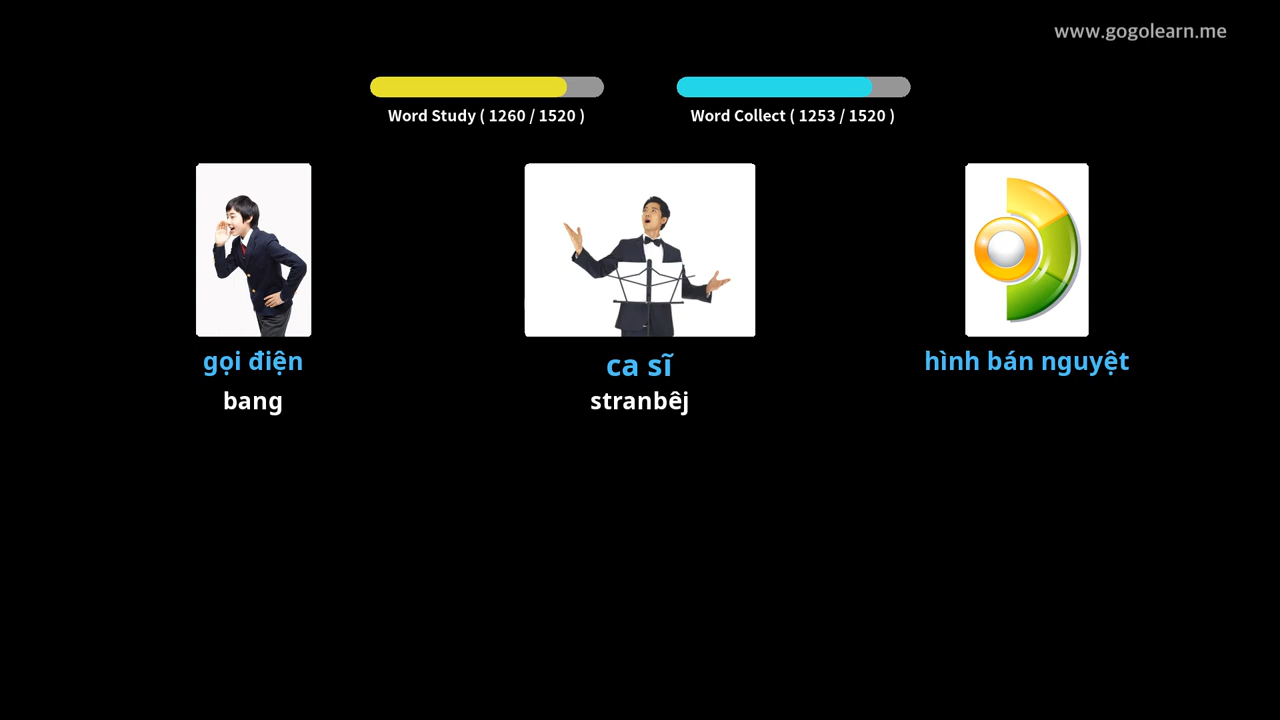 www.gogolearn.me
Word Study ( 1260 / 1520 )
Word Collect ( 1253 / 1520 )
gọi điện
bang
ca sĩ
stranbêj
hình bán nguyệt